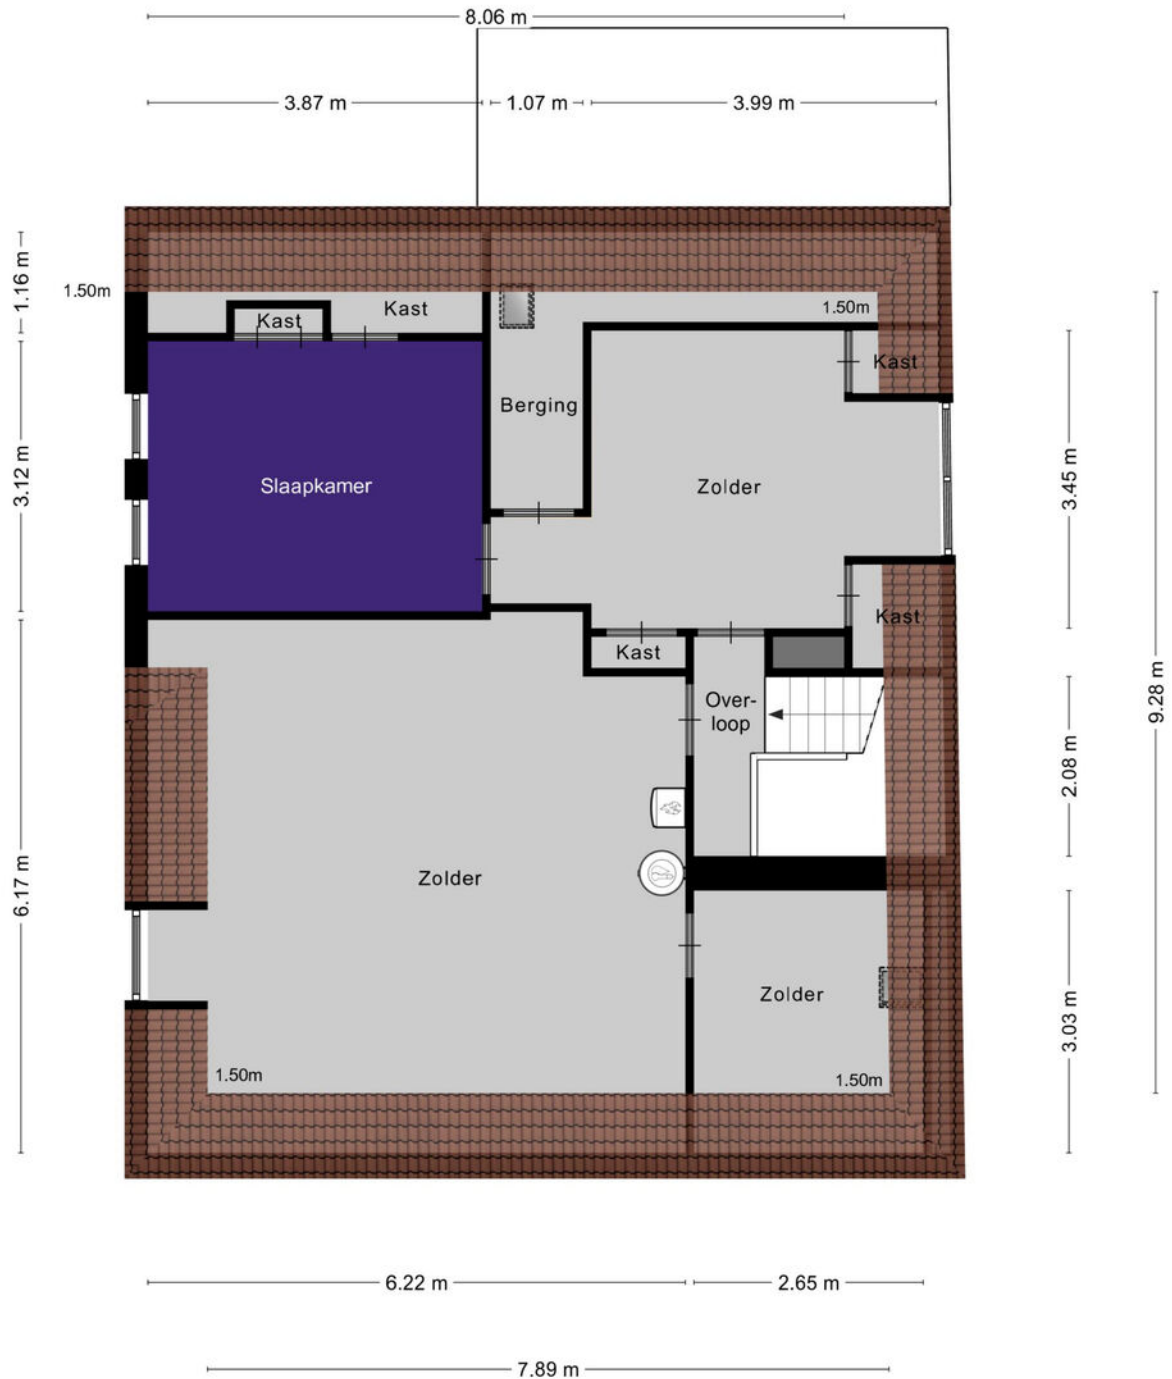 8.06 m
3.87 m
1.07 m
3.99 m
1.16 m
1.50m
Kast
Kast
1.50m
Kast
Berging
3.12 m
Slaapkamer
Zolder
3.45 m
Kast
Kast
Over-
loop
9.28 m
2.08 m
6.17 m
Zolder
Zolder
3.03 m
1.50m
1.50m
6.22 m
2.65 m
7.89 m